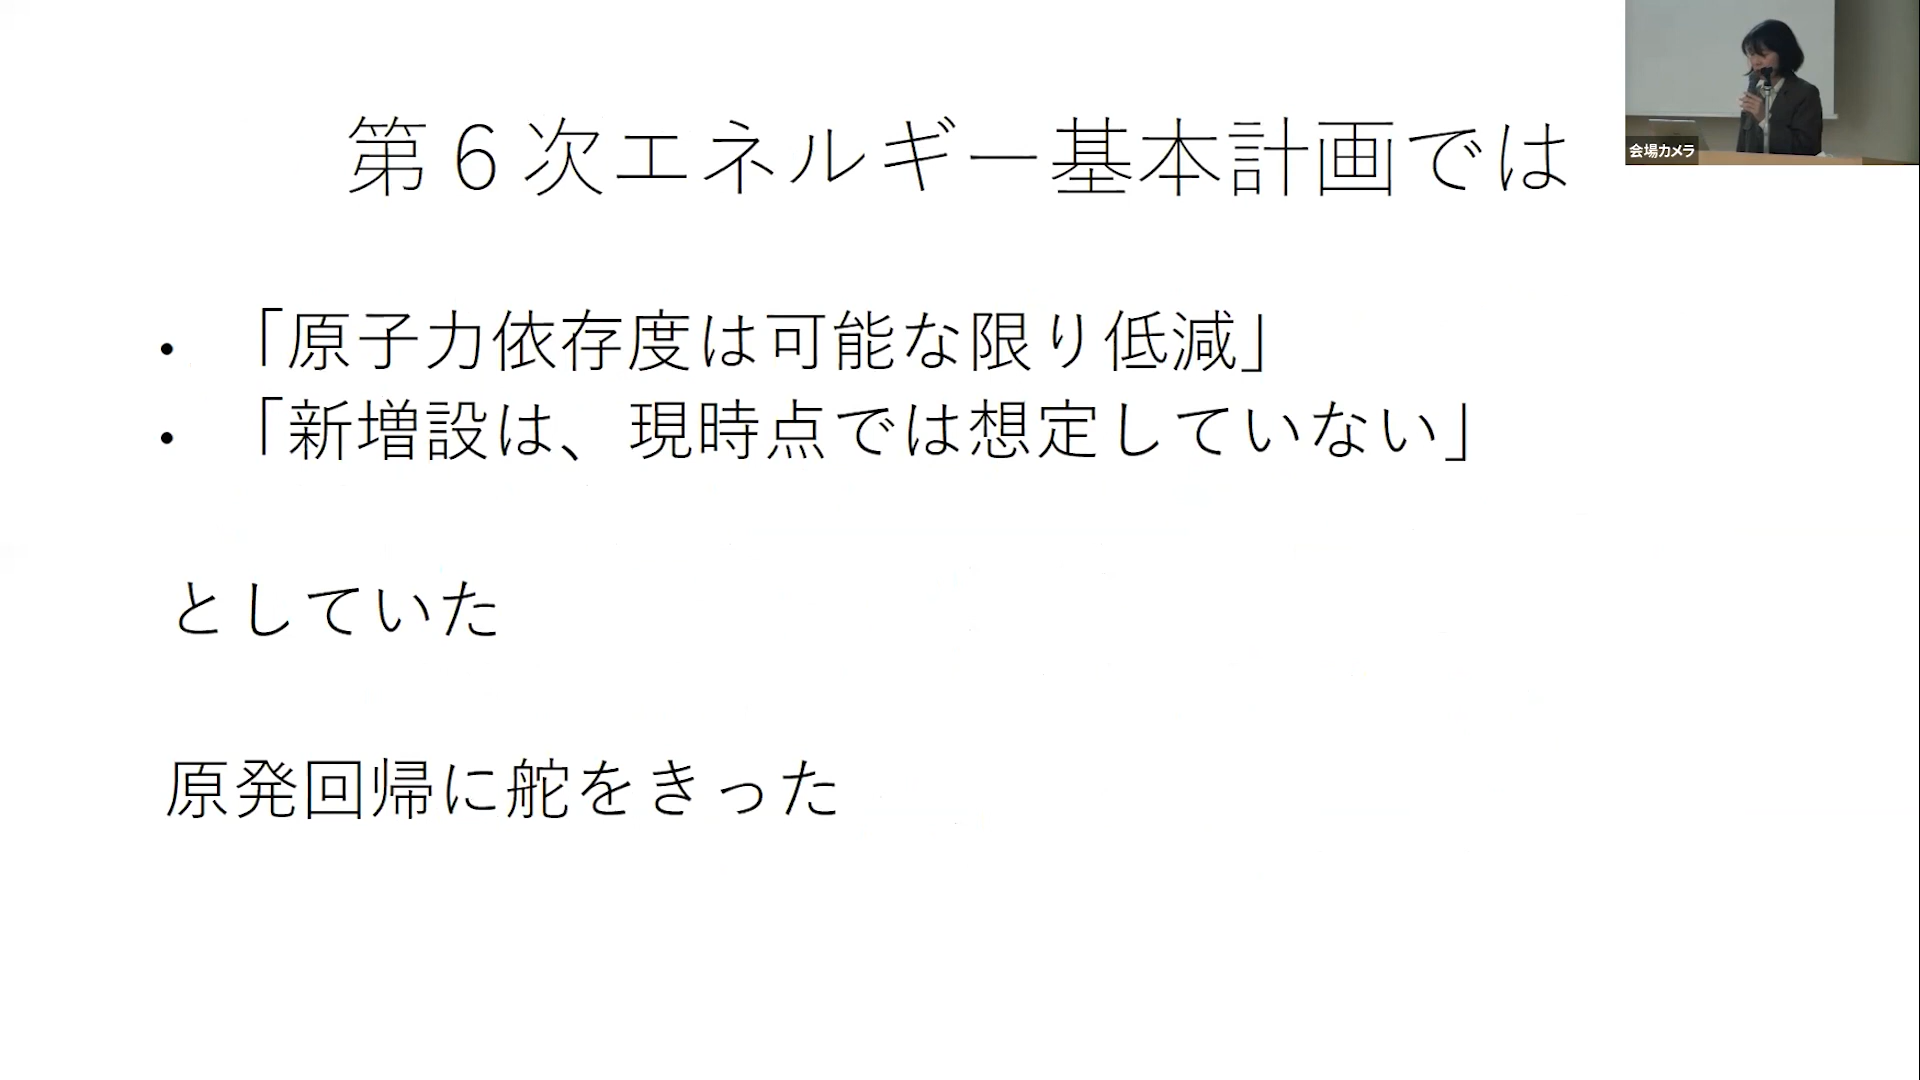 第６次エネルギー基本計画では
会場カメラ
• 「原子力依存度は可能な限り低減」
• 「新増設は、現時点では想定していない」
としていた
原発回帰に舵をきった